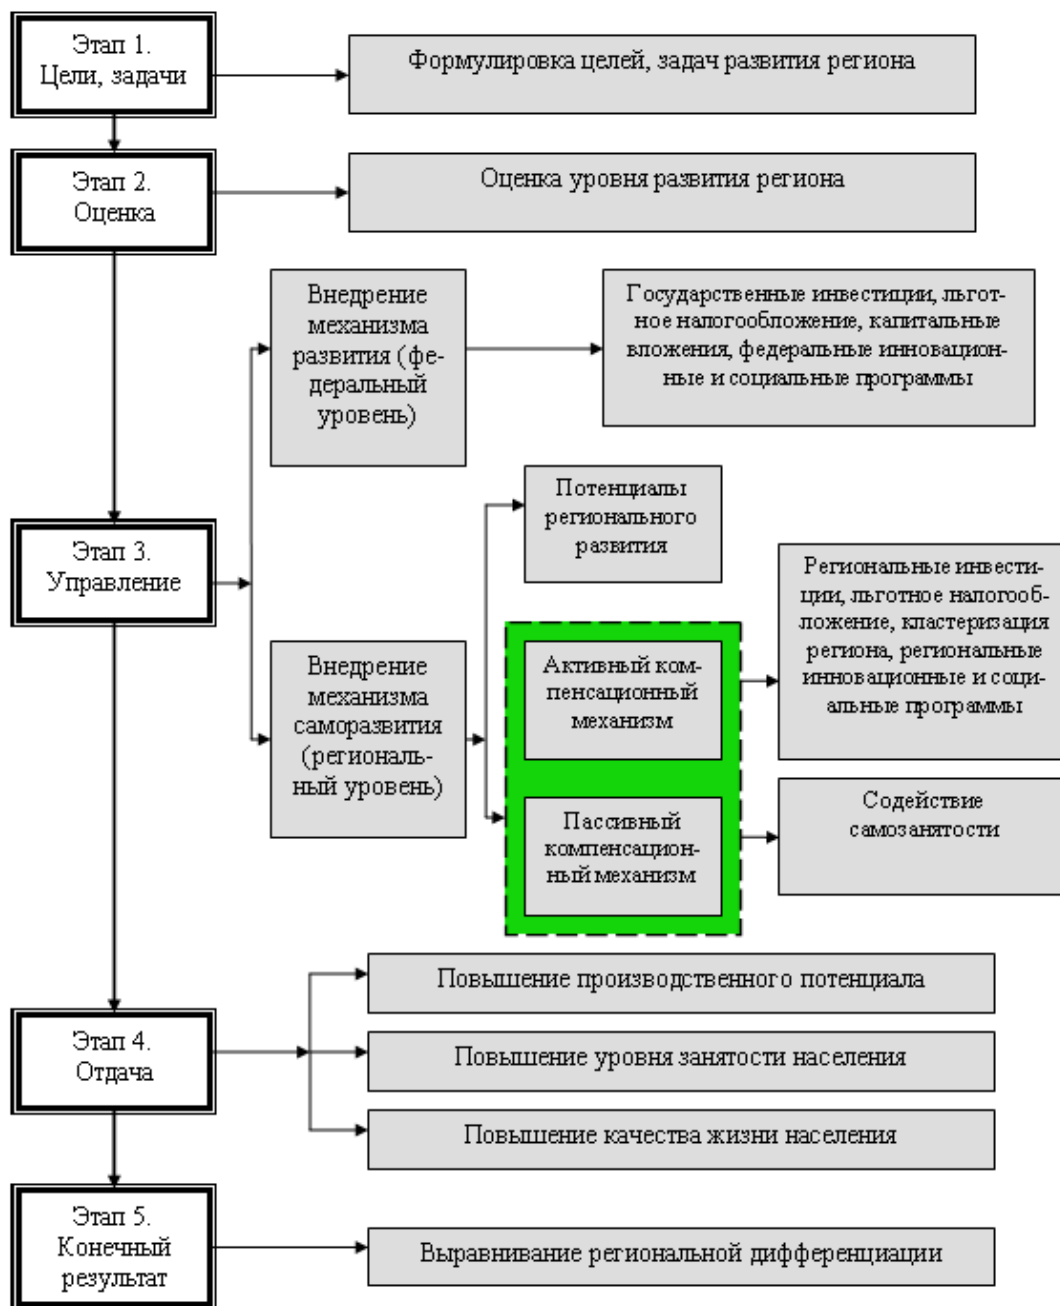 Этап 1.
Цели, задачи
Формулировка целей, задач развития региона
Этап 2.
Оценка
Оценка уровня развития региона
Внедрение
механизма
развития (фе-
деральный
уровень)
Государственные инвестиции, льгот-
ное налогообложение, капитальные
вложения, федеральные инновацион-
ные и социальные программы
Этап 3.
Управление
Потенциалы
регионального
развития
Внедрение
механизма
саморазвития
(региональ-
ный уровень)
Активный ком-
пенсационный
механизм
Региональные инвести-
ции, льготное налогооб-
ложение, кластеризация
региона, региональные
инновационные и соци-
альные программы
Пассивный
компенсацион-
ный механизм
Содействие
самозанятости
Этап 4.
Отдача
Повышение производственного потенциала
Повышение уровня занятости населения
Повышение качества жизни населения
Этап 5.
Конечный
результат
Выравнивание региональной дифференциации